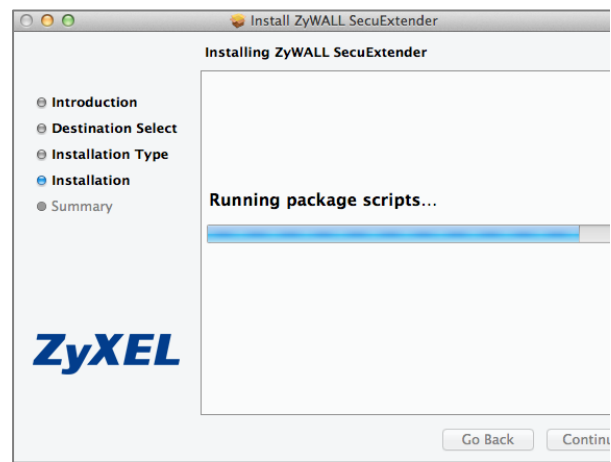 Install ZyWALL SecuExtender
Installing ZyWALL SecuExtender
Introduction
Destination Select
Installation Type
Installation
Summary
Running package scripts...
ZyXEL
Go Back
Continu